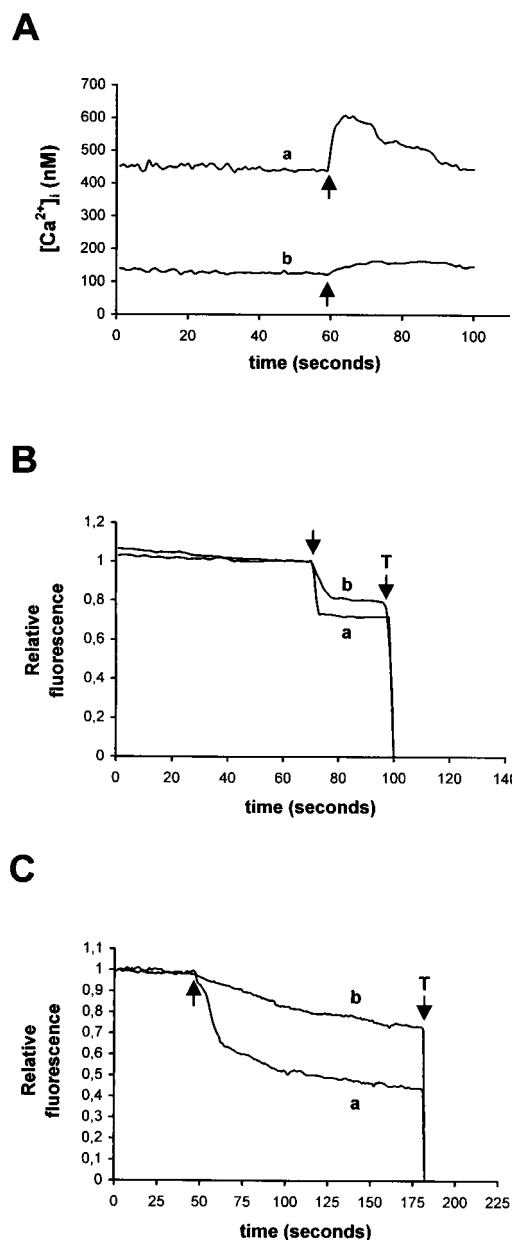 A
[Ca2+]i (nM)
700
600
500
400
300
200
100
0
a
b
0 20 40 60 80 100
time (seconds)
B
Relative
fluorescence
1,2
1
0,8
0,6
0,4
0,2
0
T
b
a
0 20 40 60 80 100 120 140
time (seconds)
C
Relative
fluorescence
1,1
1
0,9
0,8
0,7
0,6
0,5
0,4
0,3
0,2
0,1
0
T
b
a
0 25 50 75 100 125 150 175 200 225
time (seconds)